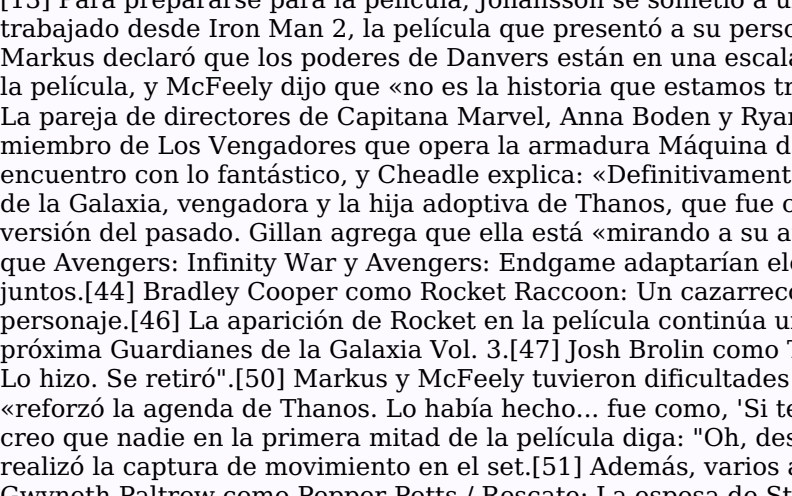 [13] Para prepararse para la película, Johansson se sometió a u
trabajado desde Iron Man 2, la película que presentó a su perso
Markus declaró que los poderes de Danvers están en una escala
la película, y McFeely dijo que «no es la historia que estamos tr
La pareja de directores de Capitana Marvel, Anna Boden y Ryan
miembro de Los Vengadores que opera la armadura Máquina d
encuentro con lo fantástico, y Cheadle explica: «Definitivament
de la Galaxia, vengadora y la hija adoptiva de Thanos, que fue c
versión del pasado. Gillan agrega que ella está «mirando a su a
que Avengers: Infinity War y Avengers: Endgame adaptarían ele
juntos.[44] Bradley Cooper como Rocket Raccoon: Un cazarreco
personaje.[46] La aparición de Rocket en la película continúa u
próxima Guardianes de la Galaxia Vol. 3.[47] Josh Brolin como T
Lo hizo. Se retiró".[50] Markus y McFeely tuvieron dificultades
«reforzó la agenda de Thanos. Lo había hecho... fue como, 'Si te
creo que nadie en la primera mitad de la película diga: "Oh, des
realizó la captura de movimiento en el set.[51] Además, varios a
Gwyneth Paltrow como Pepper Potts / Rescate: La esposa de St